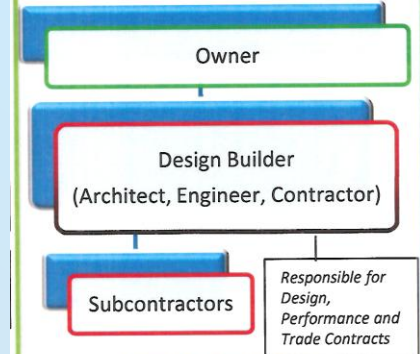 Owner
Design Builder
(Architect, Engineer, Contractor)
Subcontractors
Responsible for
Design,
Performance and
Trade Contracts